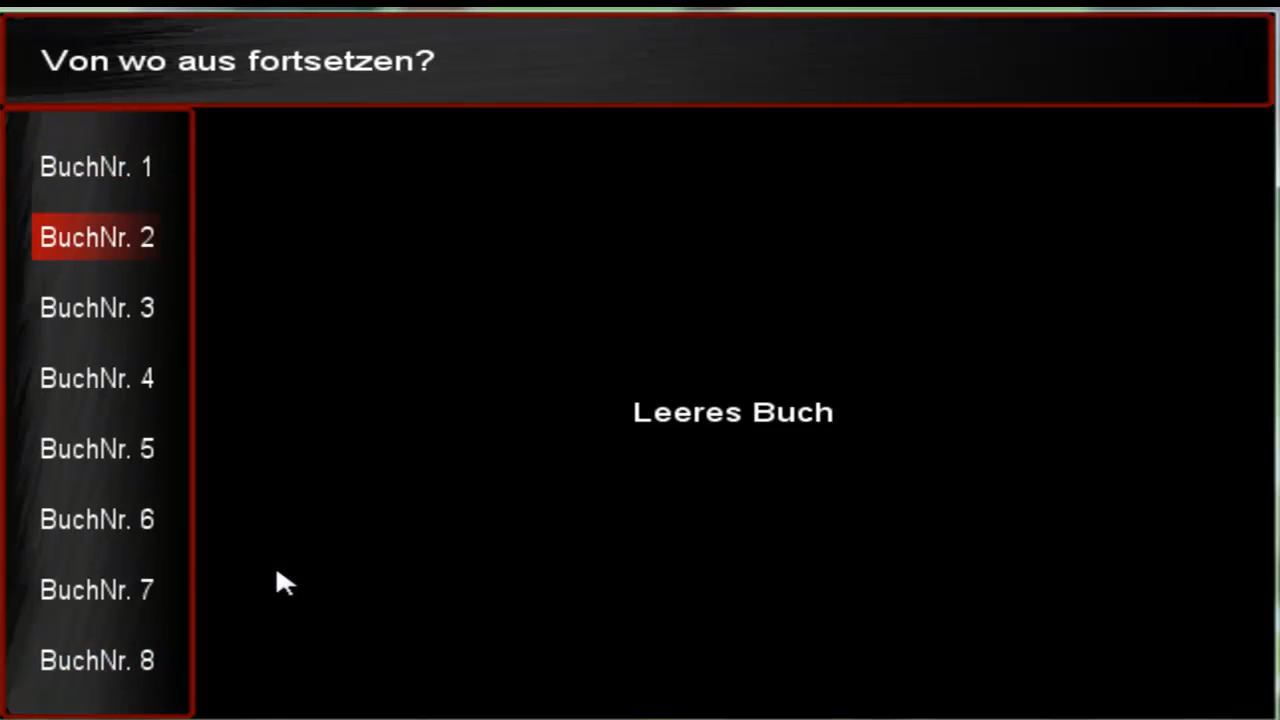 Von wo aus fortsetzen?
BuchNr. 1
BuchNr. 2
BuchNr. 3
BuchNr. 4
BuchNr. 5
BuchNr. 6
BuchNr. 7
BuchNr. 8
Leeres Buch